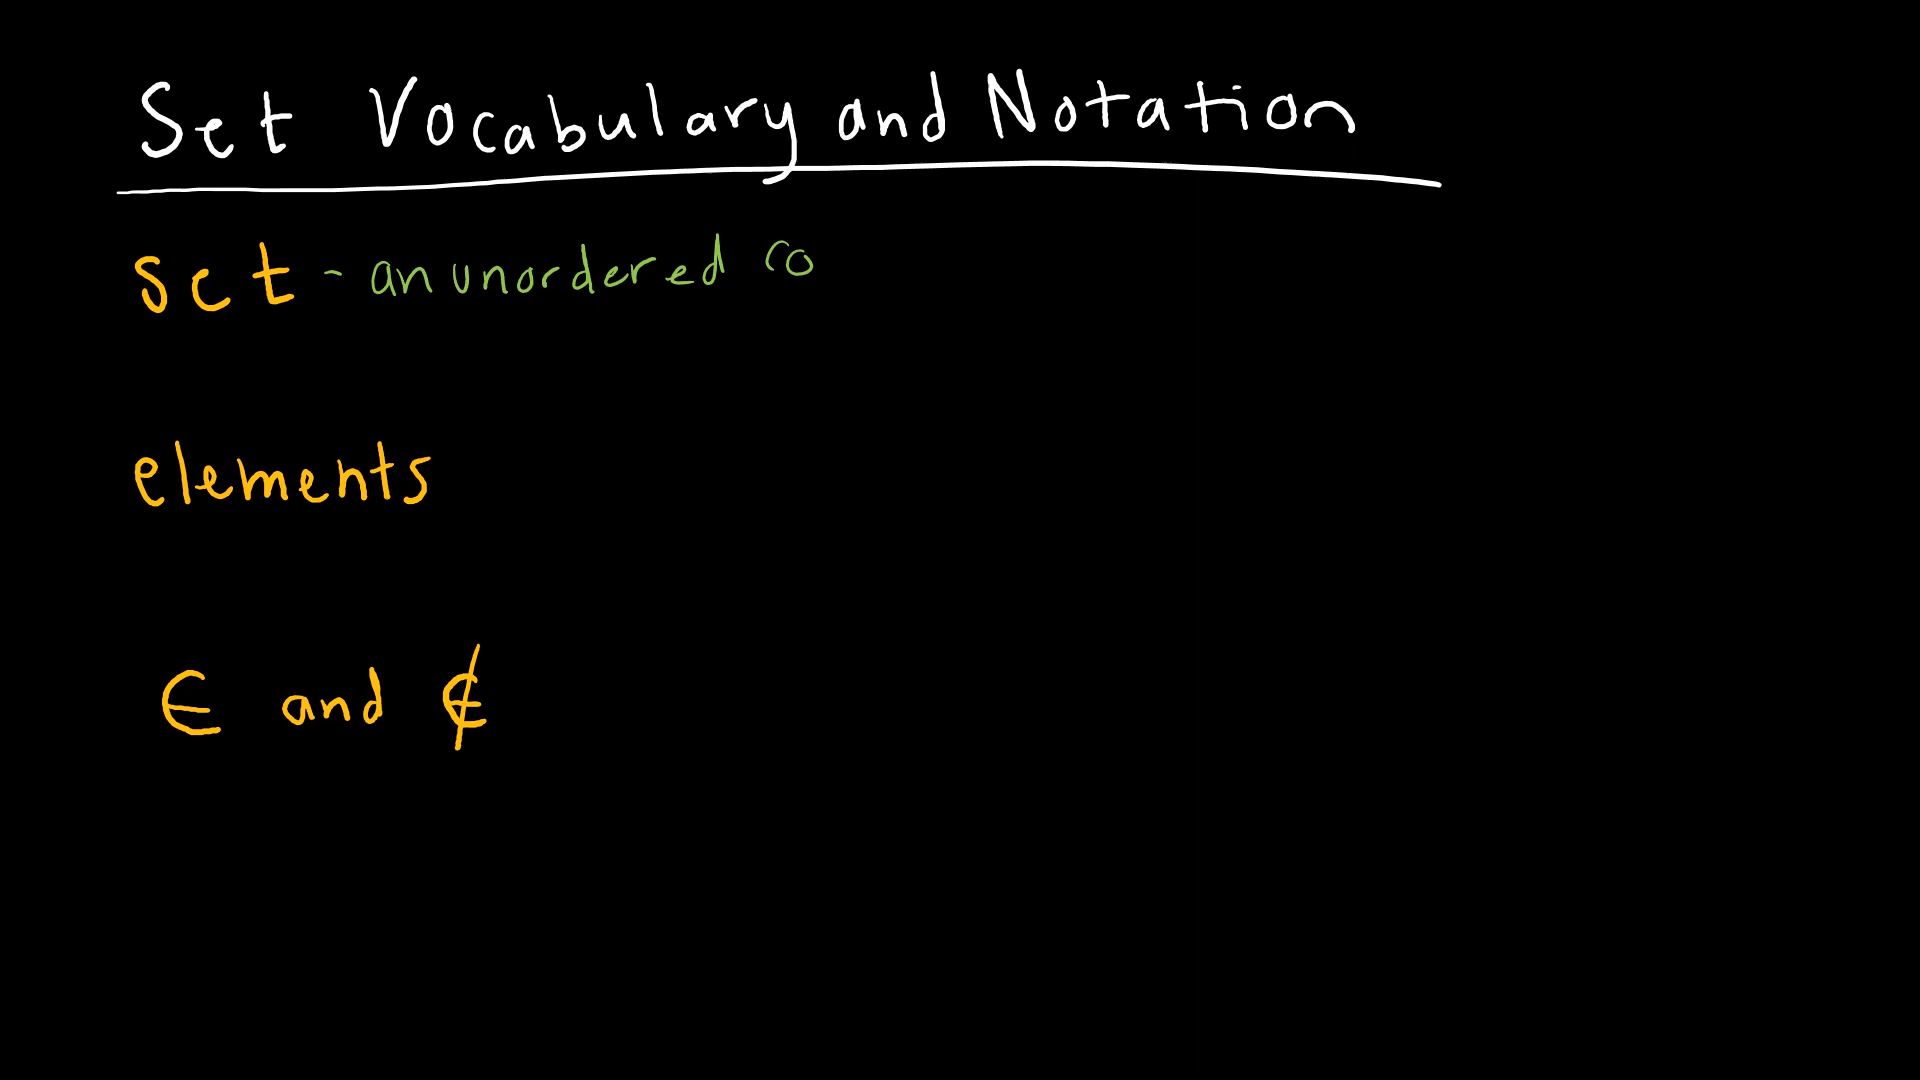 Set Vocabulary and Notation
set - an unordered co
elements
∈ and ∉